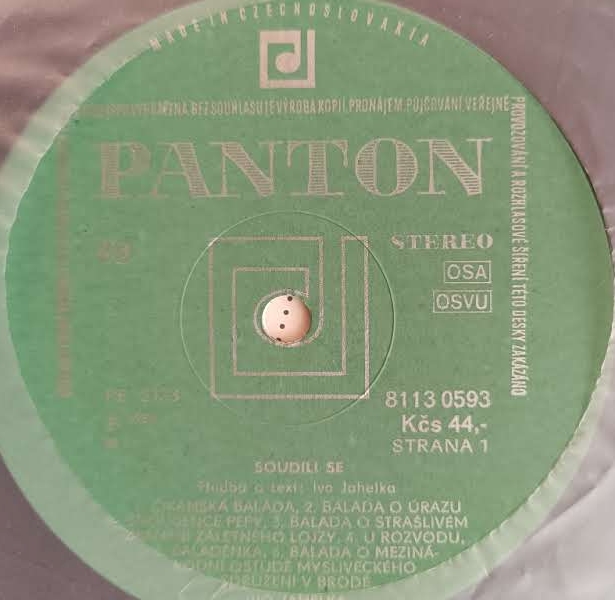 MADE IN CZECHOSLOVAKIA
BEZ SOUHLASU JE VÝROBA KOPIÍ, PRONÁJEM, PŮJČOVÁNÍ, VEŘEJNÉ
PROVOZOVÁNÍ A ROZHLASOVÉ ŠÍŘENÍ TÉTO DESKY ZAKÁZÁNO
PANTON
STEREO
OSA
OSVU
8113 0593
Kčs 44,-
STRANA 1
SOUDILI SE
Hudba a text: Ivo Jahelka
BALADA, 2. BALADA O ÚRAZU
PEPY, 3. BALADA O STRAŠLIVÉM
ZÁLETNÉHO LOJZY, 4. U ROZVODU,
BALADĚNKA, 6. BALADA O MEZINÁ-
RODNÍ OSTUDĚ MYSLIVECKÉHO
SDRUŽENÍ V BRODĚ